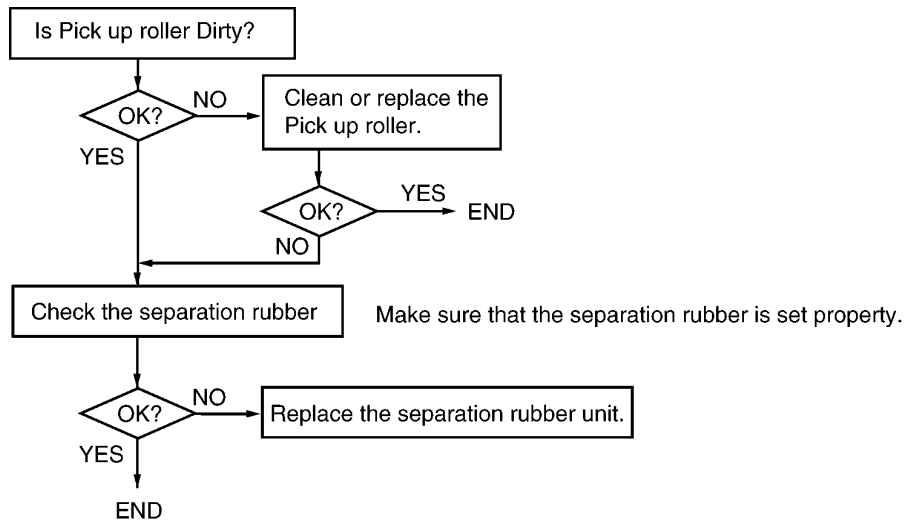 Is Pick up roller Dirty?
OK?
NO
Clean or replace the
Pick up roller.
YES
OK?
YES
END
NO
Check the separation rubber
Make sure that the separation rubber is set property.
OK?
NO
Replace the separation rubber unit.
YES
END